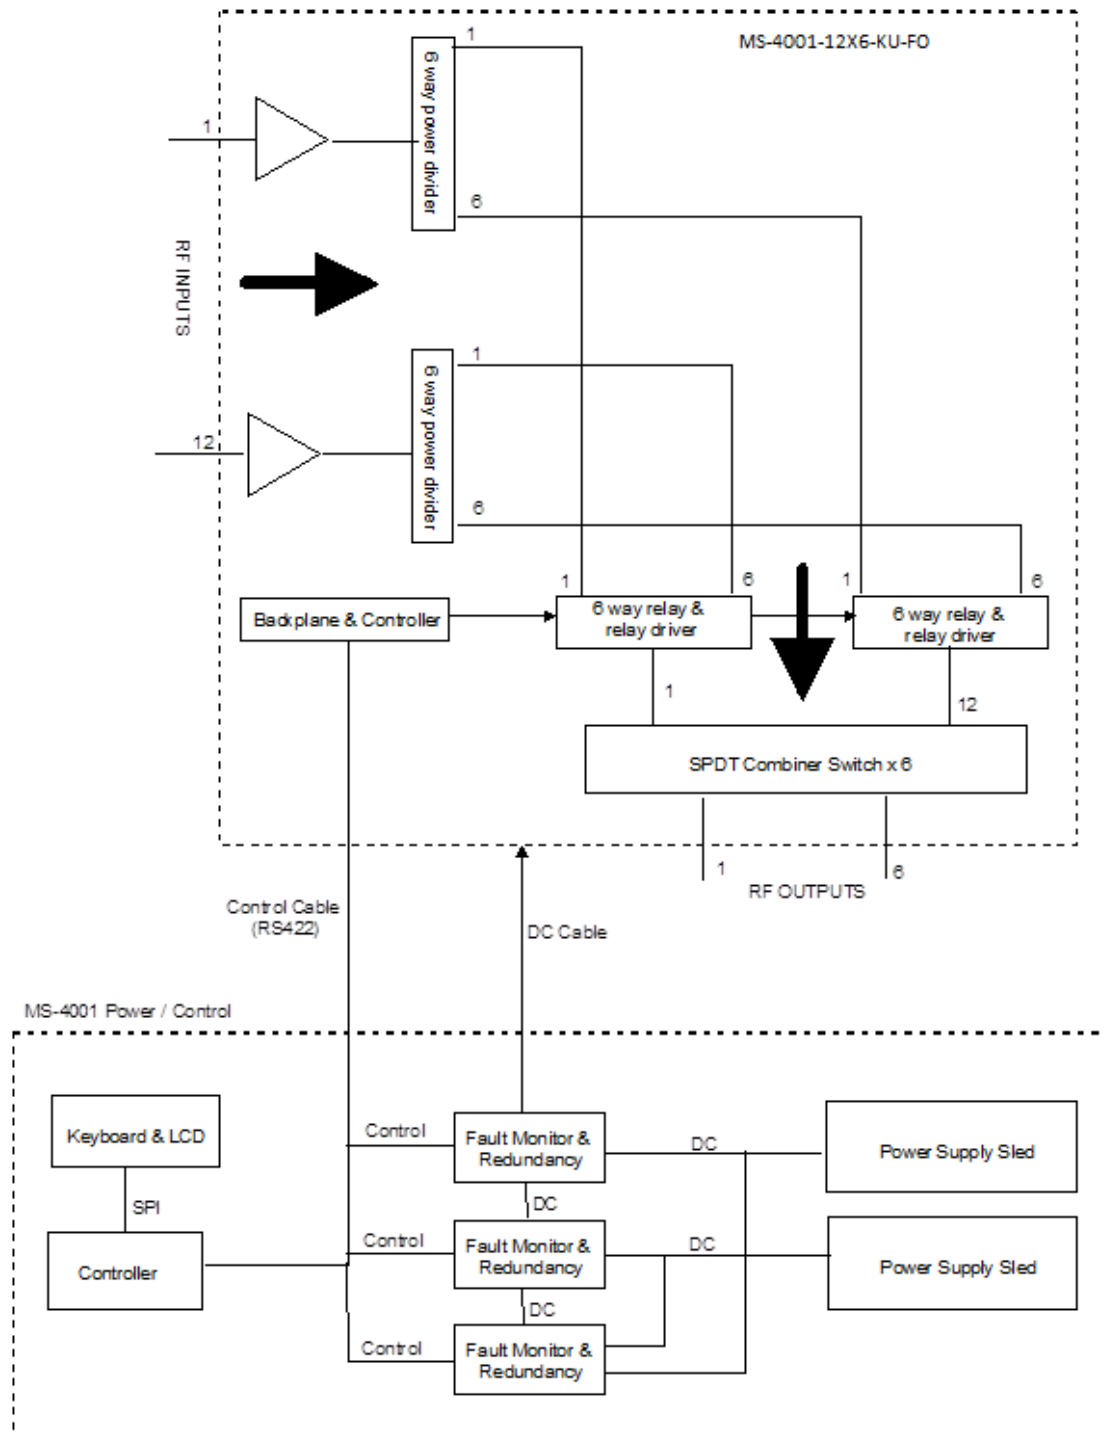 MS-4001-12X6-KU-FO
1
6 way power divider
1
6
RF INPUTS
1
6 way power divider
12
6
1
6
1
6
Backplane & Controller
6 way relay &
relay driver
6 way relay &
relay driver
1
12
SPDT Combiner Switch x 6
1
6
RF OUTPUTS
Control Cable
(RS422)
DC Cable
MS-4001 Power / Control
Keyboard & LCD
Control
Fault Monitor &
Redundancy
DC
Power Supply Sled
SPI
DC
Controller
Control
Fault Monitor &
Redundancy
DC
Power Supply Sled
DC
Control
Fault Monitor &
Redundancy